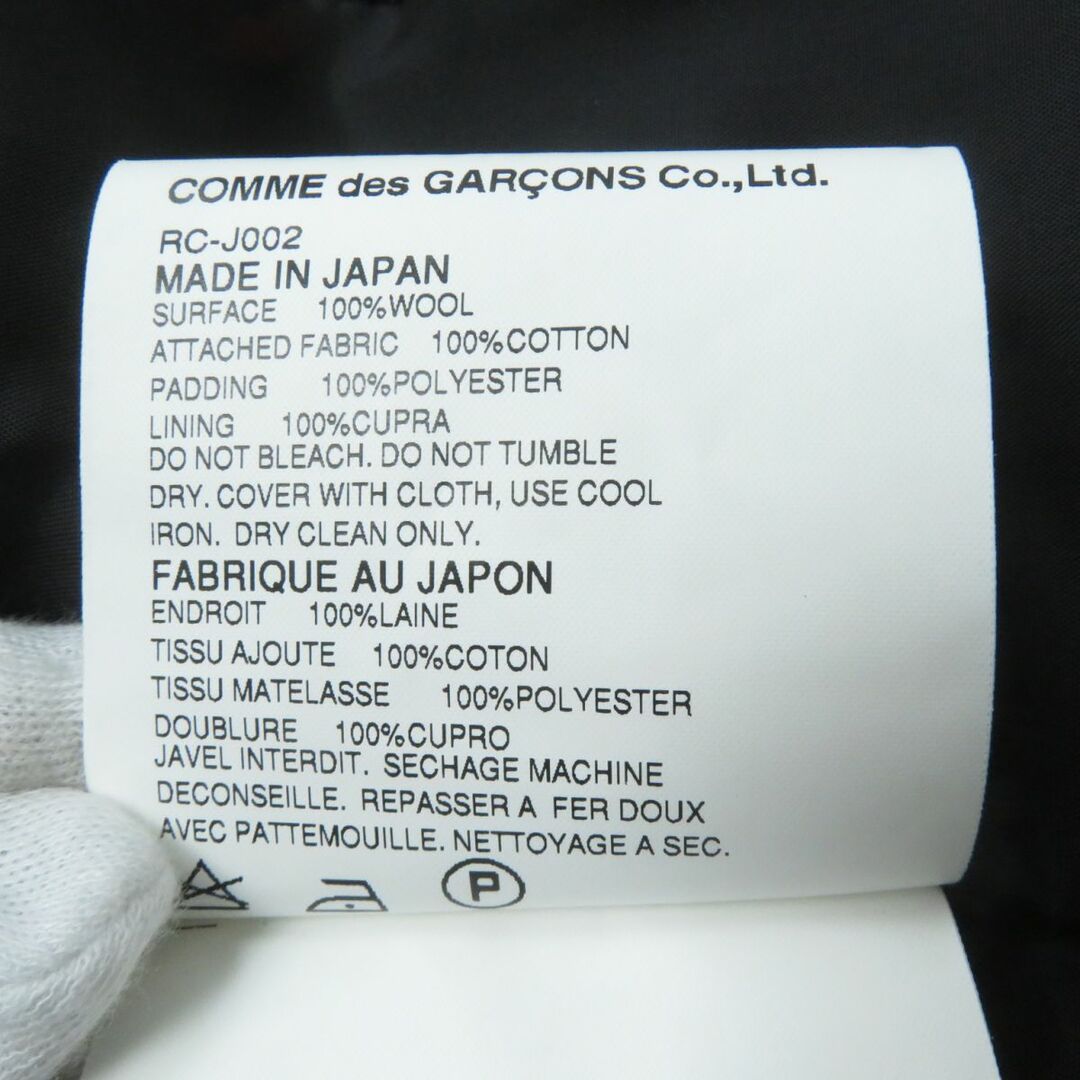 COMME des GARÇONS Co.,Ltd.
RC-J002
MADE IN JAPAN
SURFACE 100%WOOL
ATTACHED FABRIC 100%COTTON
PADDING 100%POLYESTER
LINING 100%CUPRA
DO NOT BLEACH. DO NOT TUMBLE
DRY. COVER WITH CLOTH, USE COOL
IRON. DRY CLEAN ONLY.
FABRIQUE AU JAPON
ENDROIT 100%LAINE
TISSU AJOUTE 100%COTON
TISSU MATELASSE 100%POLYESTER
DOUBLURE 100%CUPRO
JAVEL INTERDIT. SECHAGE MACHINE
DECONSEILLE. REPASSER A FER DOUX
AVEC PATTEMOUILLE. NETTOYAGE A SEC.
P